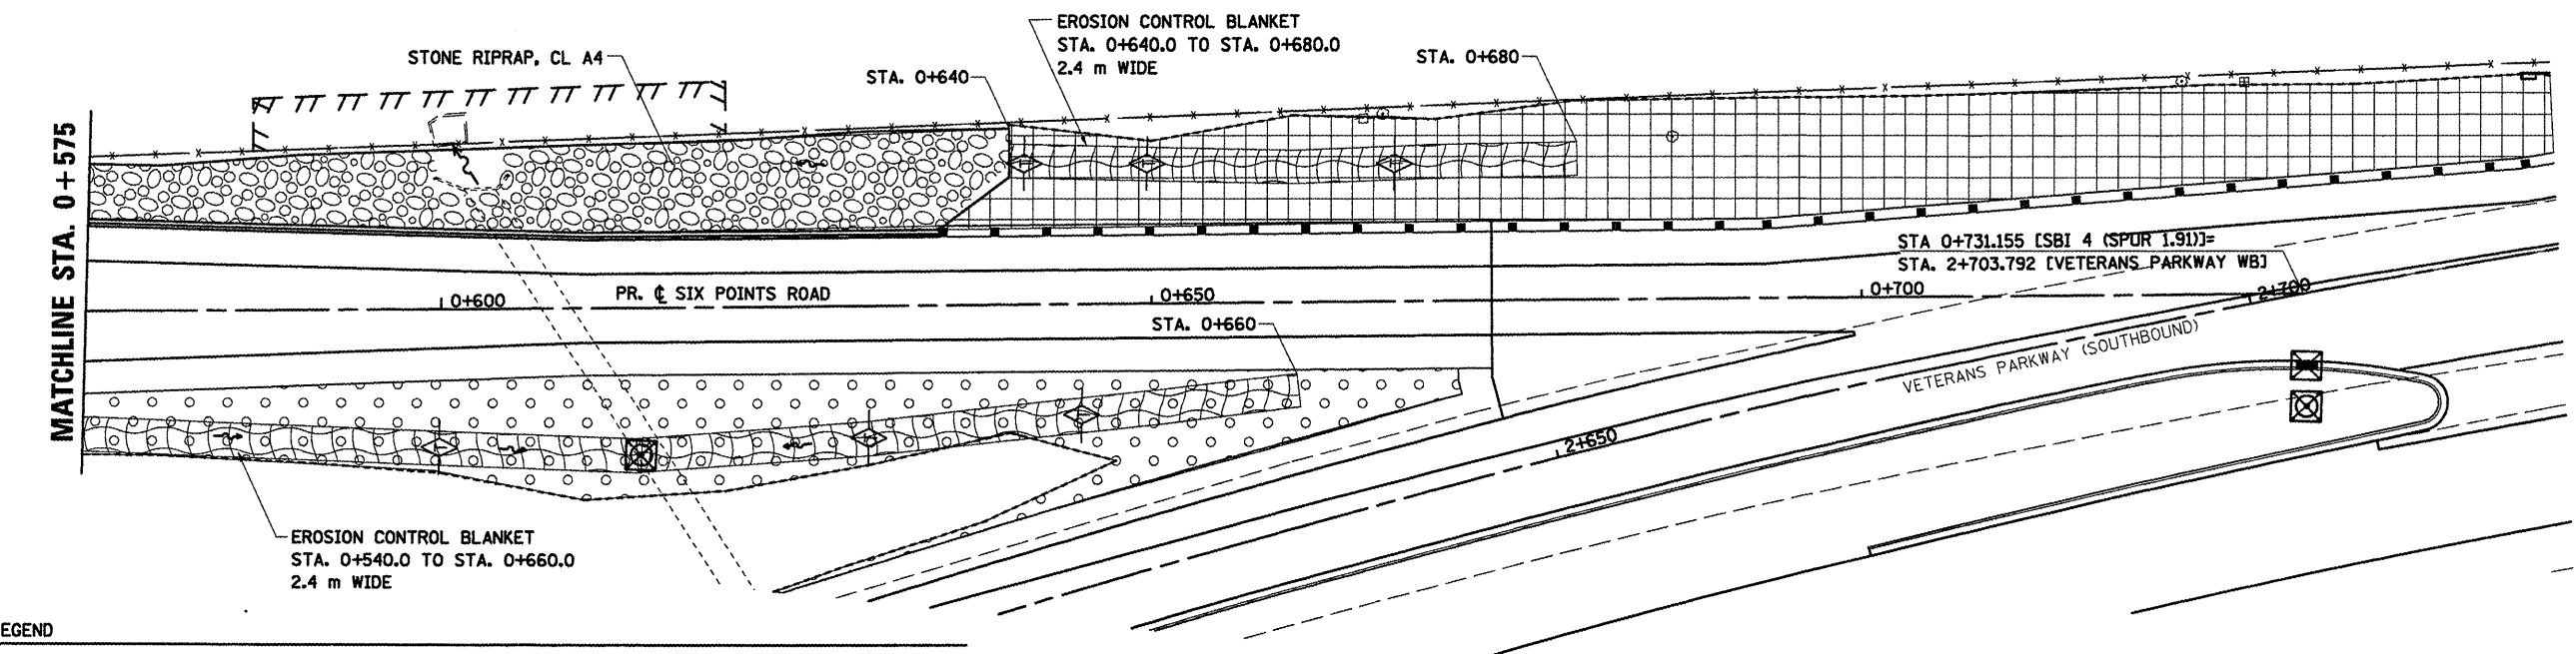 EROSION CONTROL BLANKET
STA. 0+640.0 TO STA. 0+680.0
2.4 m WIDE
STONE RIPRAP, CL A4
STA. 0+640
STA. 0+680
MATCHLINE STA. 0+575
STA 0+731.155 [SBI 4 (SPUR 1.91)]=
STA. 2+703.792 [VETERANS PARKWAY WB]
0+600
PR. ℄ SIX POINTS ROAD
0+650
0+700
2+700
STA. 0+660
VETERANS PARKWAY (SOUTHBOUND)
2+650
EROSION CONTROL BLANKET
STA. 0+540.0 TO STA. 0+660.0
2.4 m WIDE
EGEND